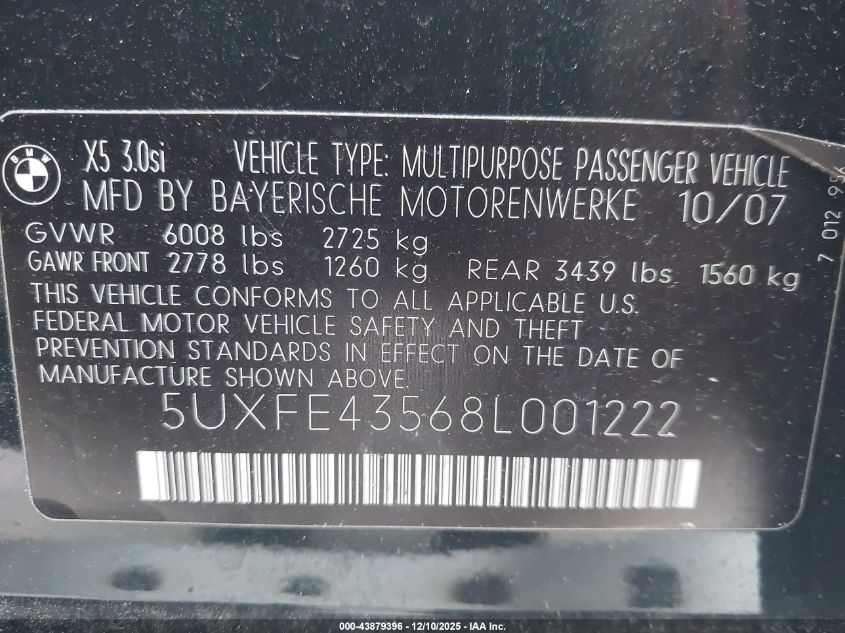 BMW
X5 3.0si VEHICLE TYPE: MULTIPURPOSE PASSENGER VEHICLE
MFD BY BAYERISCHE MOTORENWERKE 10/07
GVWR 6008 lbs 2725 kg
GAWR FRONT 2778 lbs 1260 kg REAR 3439 lbs 1560 kg
THIS VEHICLE CONFORMS TO ALL APPLICABLE U.S.
FEDERAL MOTOR VEHICLE SAFETY AND THEFT
PREVENTION STANDARDS IN EFFECT ON THE DATE OF
MANUFACTURE SHOWN ABOVE.
5UXFE43568L001222
7 012 
000-43879396 - 12/10/2025 - IAA Inc.